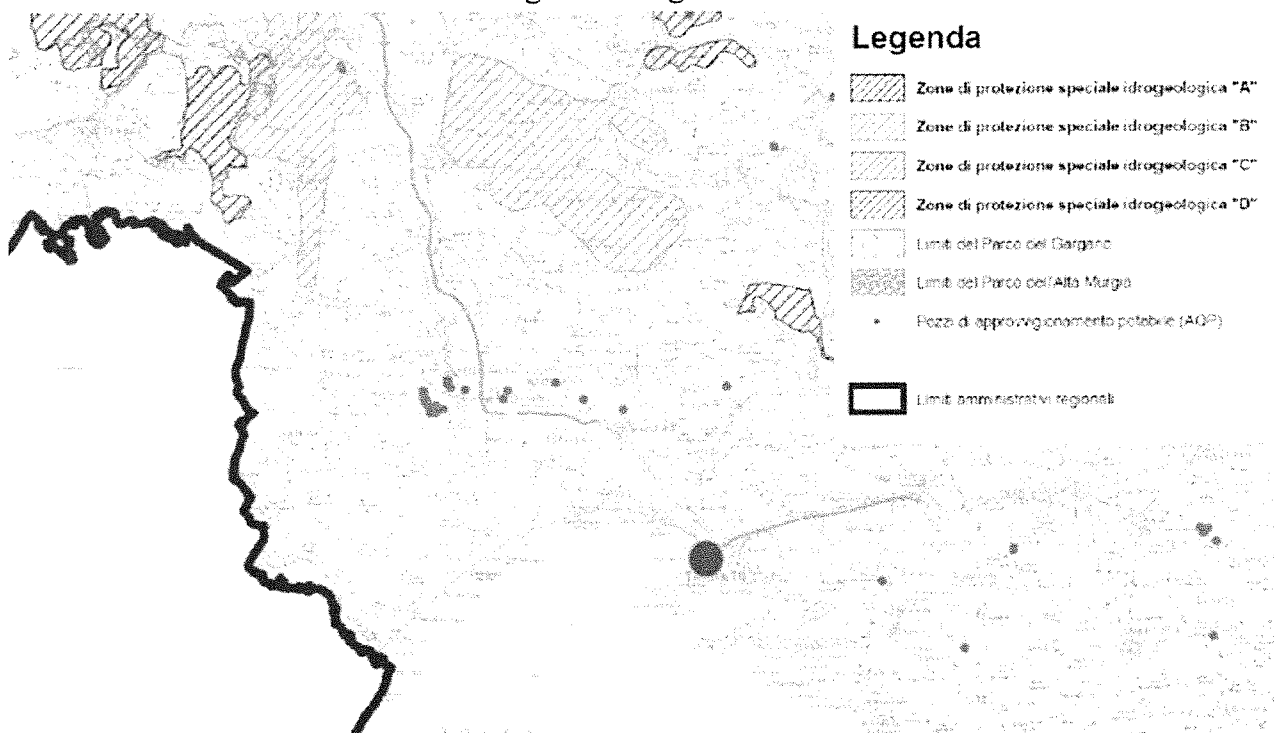 Legenda
Zone di protezione speciale idrogeologica "A"
Zone di protezione speciale idrogeologica "B"
Zone di protezione speciale idrogeologica "C"
Zone di protezione speciale idrogeologica "D"
Limiti del Parco del Gargano
Limiti del Parco dell'Alta Murgia
Pozzi di approvvigionamento potabile (AQP)
Limiti amministrativi regionali